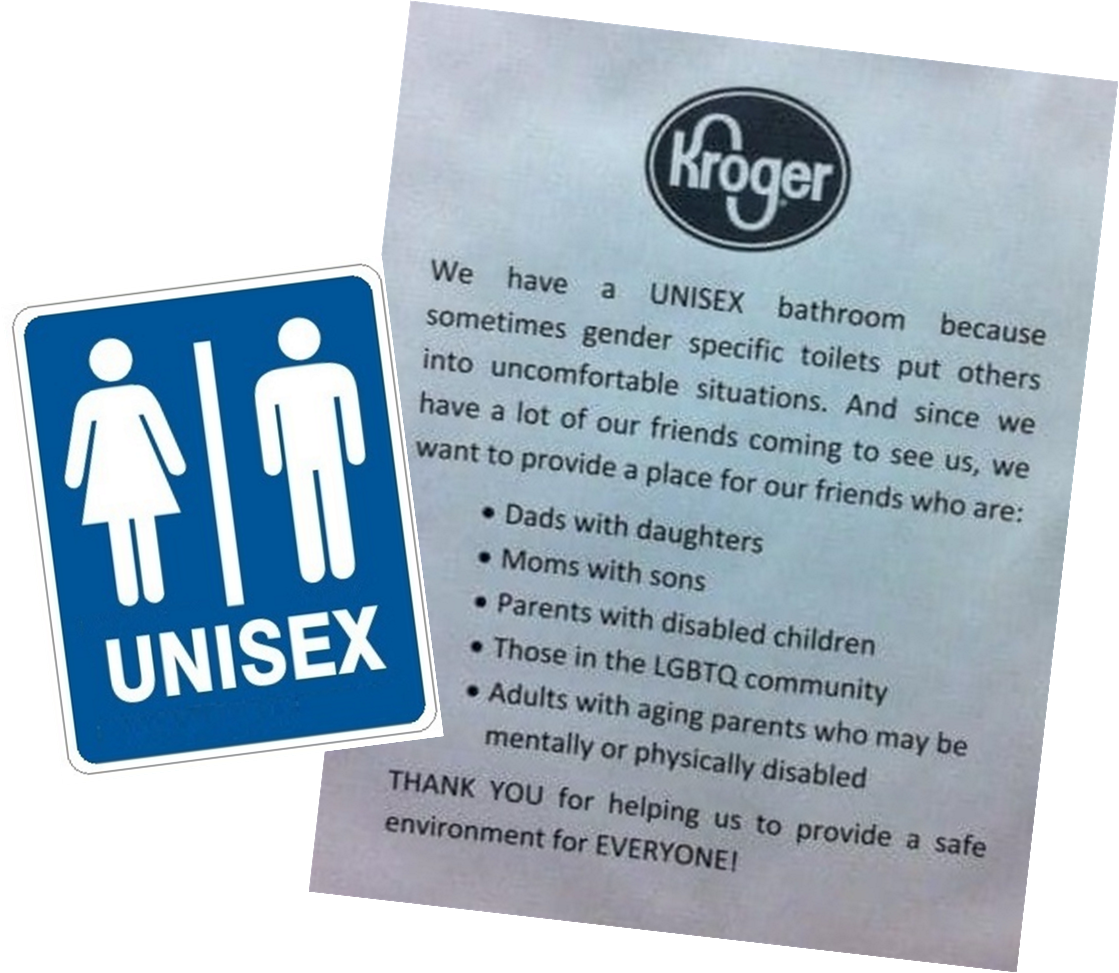 Kroger
We have a UNISEX bathroom because
sometimes gender specific toilets put others
into uncomfortable situations. And since we
have a lot of our friends coming to see us, we
want to provide a place for our friends who are:
• Dads with daughters
• Moms with sons
• Parents with disabled children
• Those in the LGBTQ community
• Adults with aging parents who may be
mentally or physically disabled
THANK YOU for helping us to provide a safe
environment for EVERYONE!
UNISEX